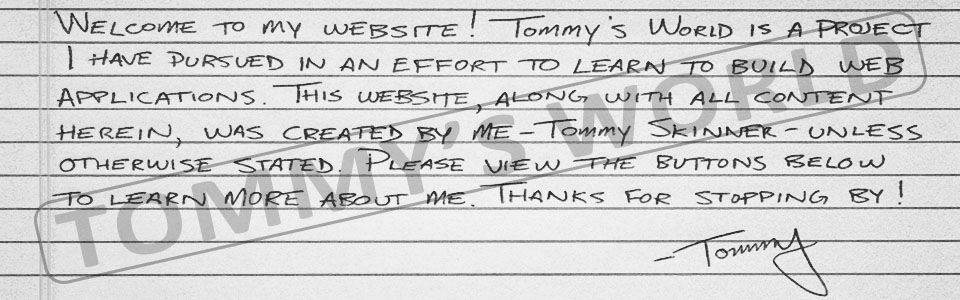 Welcome to my website! Tommy's World is a project
I have pursued in an effort to learn to build web
applications. This website, along with all content
herein, was created by me – Tommy Skinner – unless
otherwise stated. Please view the buttons below
to learn more about me. Thanks for stopping by!
– Tommy
TOMMY'S WORLD